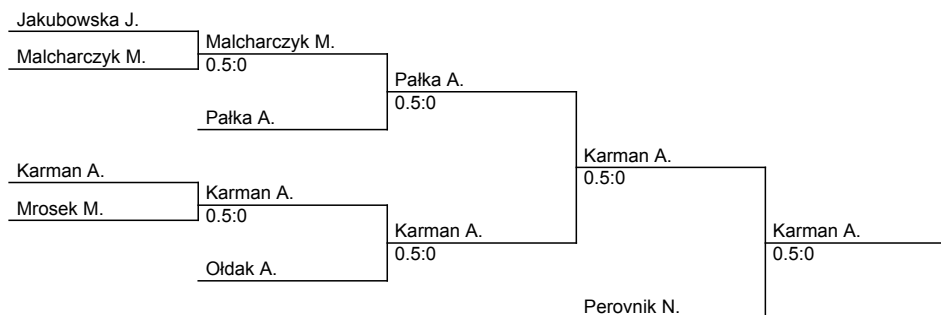 Jakubowska J.
Malcharczyk M.
Malcharczyk M.
0.5:0
Pałka A.
Pałka A.
0.5:0
Karman A.
Mrosek M.
Karman A.
0.5:0
Ołdak A.
Karman A.
0.5:0
Karman A.
0.5:0
Perovnik N.
Karman A.
0.5:0